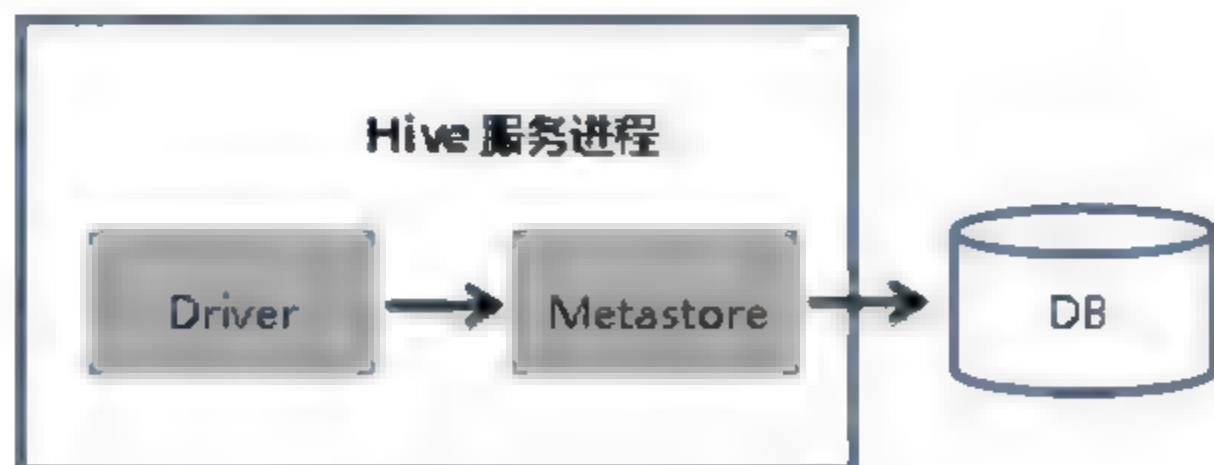 Hive 服务进程
Driver
Metastore
DB